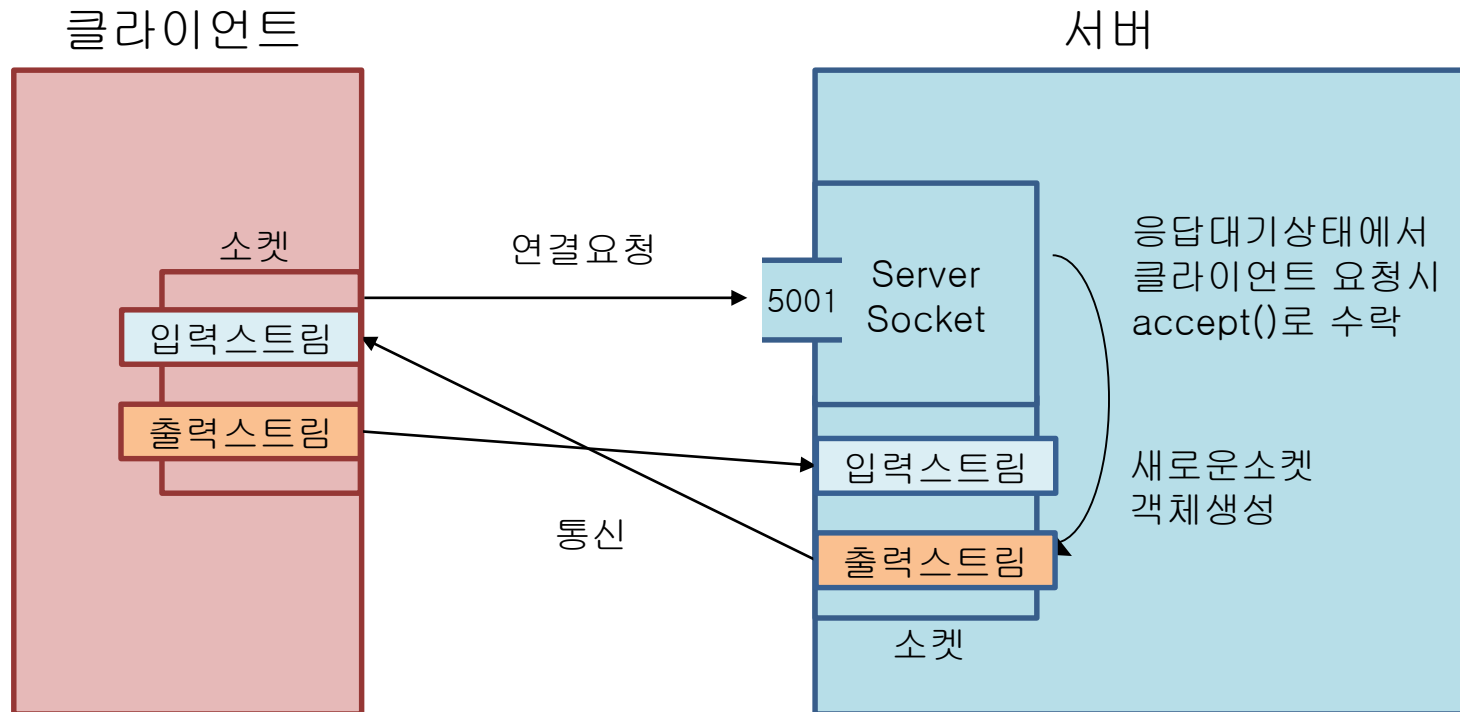 클라이언트
서버
소켓
연결요청
입력스트림
출력스트림
통신
5001
Server
Socket
응답대기상태에서
클라이언트 요청시
accept()로 수락
입력스트림
출력스트림
소켓
새로운소켓
객체생성